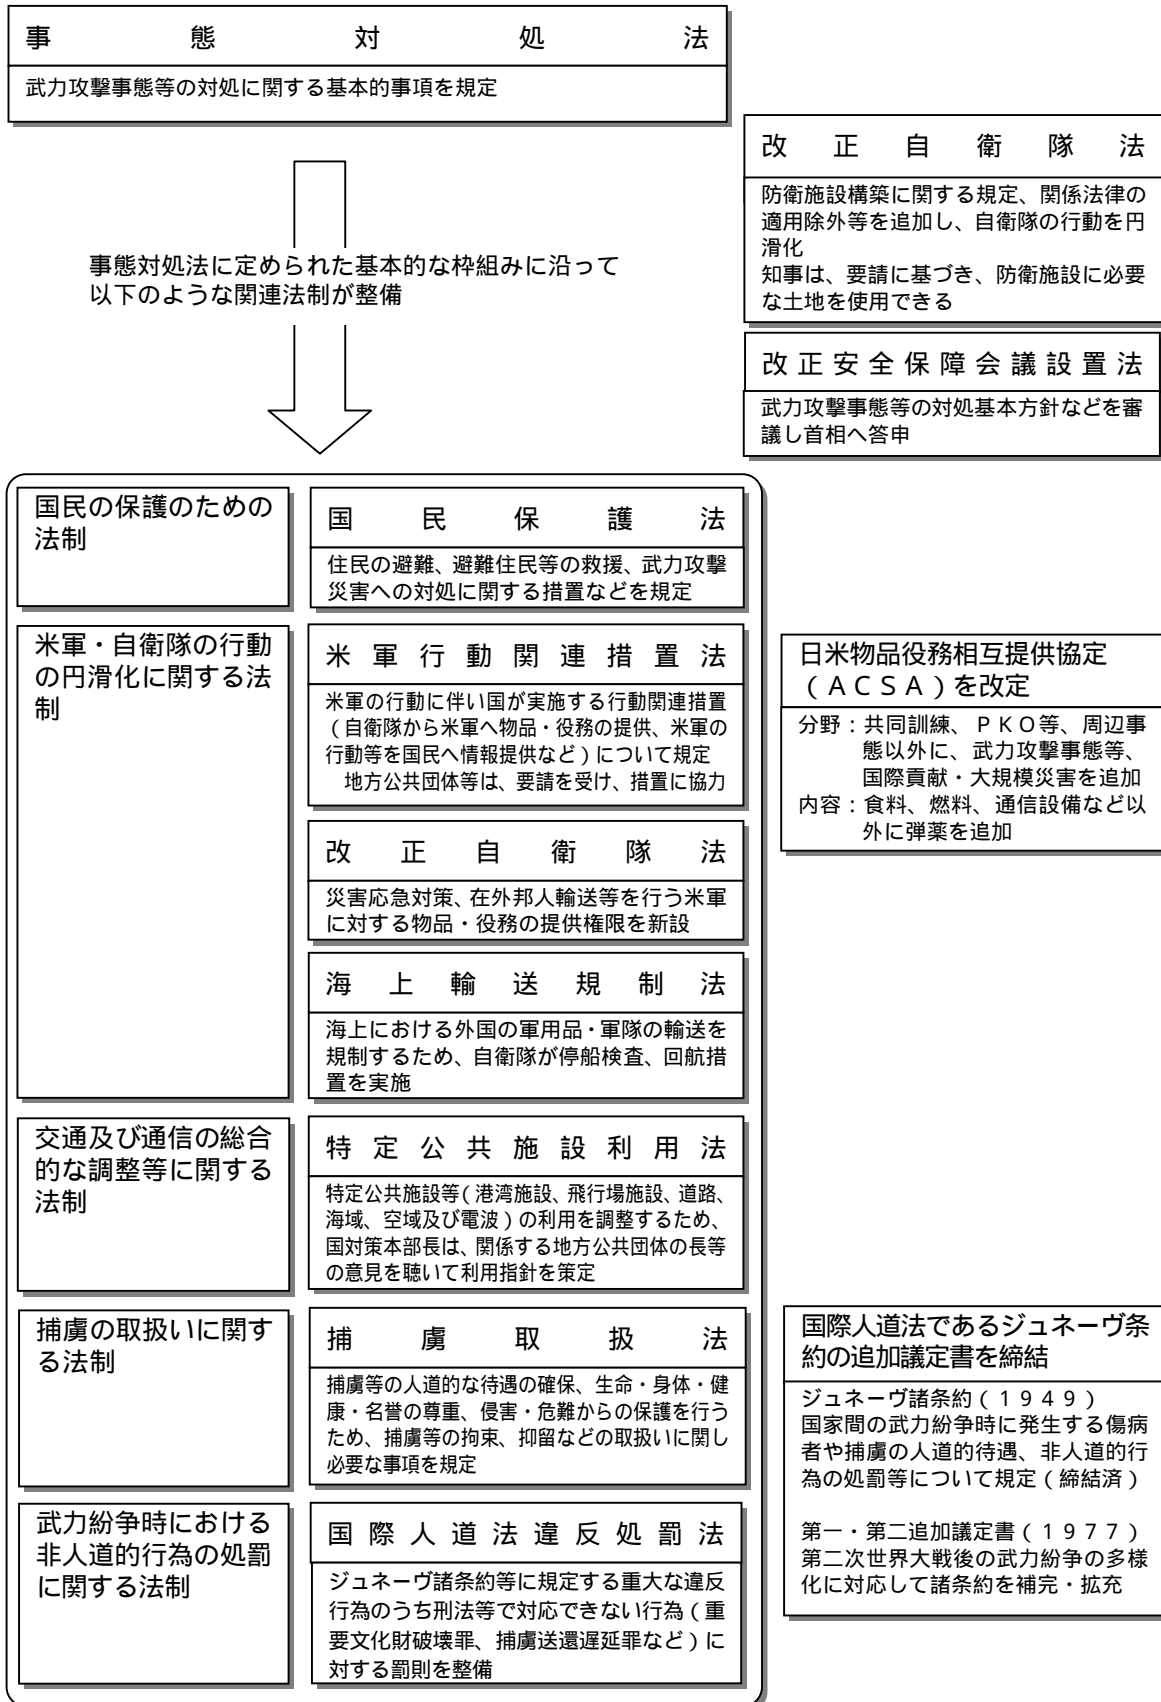 事態対処法
武力攻撃事態等の対処に関する基本的事項を規定
改正自衛隊法
防衛施設構築に関する規定、関係法律の
適用除外等を追加し、自衛隊の行動を円
滑化
知事は、要請に基づき、防衛施設に必要
な土地を使用できる
事態対処法に定められた基本的な枠組みに沿って
以下のような関連法制が整備
改正安全保障会議設置法
武力攻撃事態等の対処基本方針などを審
議し首相へ答申
国民の保護のための
法制
国民保護法
住民の避難、避難住民等の救援、武力攻撃
災害への対処に関する措置などを規定
米軍・自衛隊の行動
の円滑化に関する法
制
米軍行動関連措置法
米軍の行動に伴い国が実施する行動関連措置
(自衛隊から米軍へ物品・役務の提供、米軍の
行動等を国民へ情報提供など)について規定
地方公共団体等は、要請を受け、措置に協力
日米物品役務相互提供協定
(ACSA)を改定
分野:共同訓練、PKO等、周辺事
態以外に、武力攻撃事態等、
国際貢献・大規模災害を追加
内容:食料、燃料、通信設備など以
外に弾薬を追加
改正自衛隊法
災害応急対策、在外邦人輸送等を行う米軍
に対する物品・役務の提供権限を新設
海上輸送規制法
海上における外国の軍用品・軍隊の輸送を
規制するため、自衛隊が停船検査、回航措
置を実施
交通及び通信の総合
的な調整等に関する
法制
特定公共施設利用法
特定公共施設等(港湾施設、飛行場施設、道路、
海域、空域及び電波)の利用を調整するため、
国対策本部長は、関係する地方公共団体の長等
の意見を聴いて利用指針を策定
捕虜の取扱いに関す
る法制
捕虜取扱法
捕虜等の人道的な待遇の確保、生命・身体・健
康・名誉の尊重、侵害・危難からの保護を行う
ため、捕虜等の拘束、抑留などの取扱いに関し
必要な事項を規定
国際人道法であるジュネーヴ条
約の追加議定書を締結
ジュネーヴ諸条約(1949)
国家間の武力紛争時に発生する傷病
者や捕虜の人道的待遇、非人道的行
為の処罰等について規定(締結済)
第一・第二追加議定書(1977)
第二次世界大戦後の武力紛争の多様
化に対応して諸条約を補完・拡充
武力紛争時における
非人道的行為の処罰
に関する法制
国際人道法違反処罰法
ジュネーヴ諸条約等に規定する重大な違反
行為のうち刑法等で対応できない行為(重
要文化財破壊罪、捕虜送還遅延罪など)に
対する罰則を整備